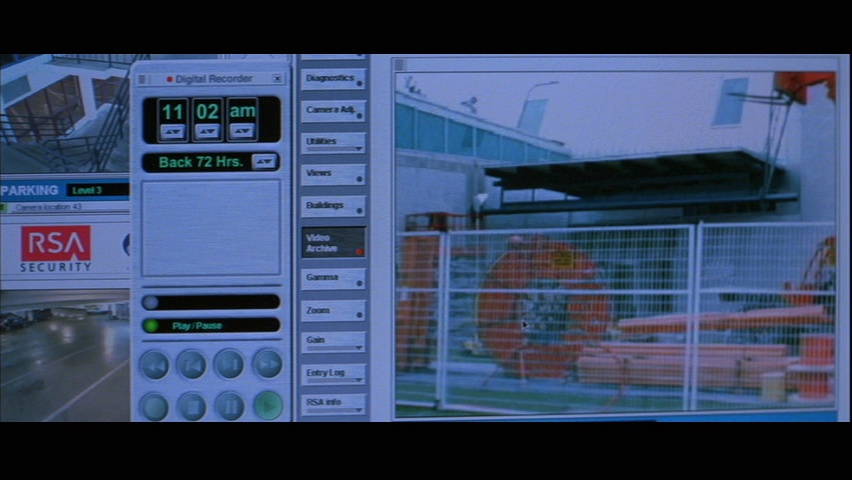 Digital Recorder
11 02 am
Back 72 Hrs.
PARKING Level 3
Camera location 43
RSA
SECURITY
Play/Pause
Diagnostics
Camera Adj.
Utilities
Views
Buildings
Video
Archive
Gamma
Zoom
Gain
Entry Log
RSA info